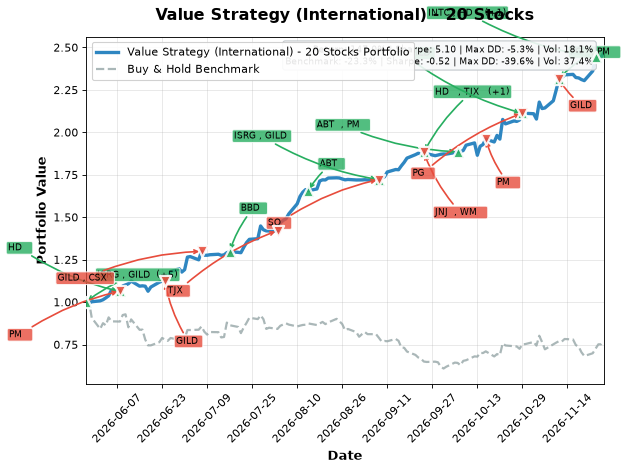 Value Strategy (International) - 20 Stocks
Value Strategy (International) - 20 Stocks Portfolio
Buy & Hold Benchmark
Sharpe: 5.10 | Max DD: -5.3% | Vol: 18.1%
Benchmark: -23.3% | Sharpe: -0.52 | Max DD: -39.6% | Vol: 37.4%
PM
HD , TJX (+1)
GILD
ABT , PM
ISRG, GILD
ABT
PG
PM
BBD
JNJ , WM
SO
HD
GILD , CSX
, GILD (+6)
TJX
PM
GILD
Portfolio Value
2.50
2.25
2.00
1.75
1.50
1.25
1.00
0.75
2026-06-07
2026-06-23
2026-07-09
2026-07-25
2026-08-10
2026-08-26
2026-09-11
2026-09-27
2026-10-13
2026-10-29
2026-11-14
Date